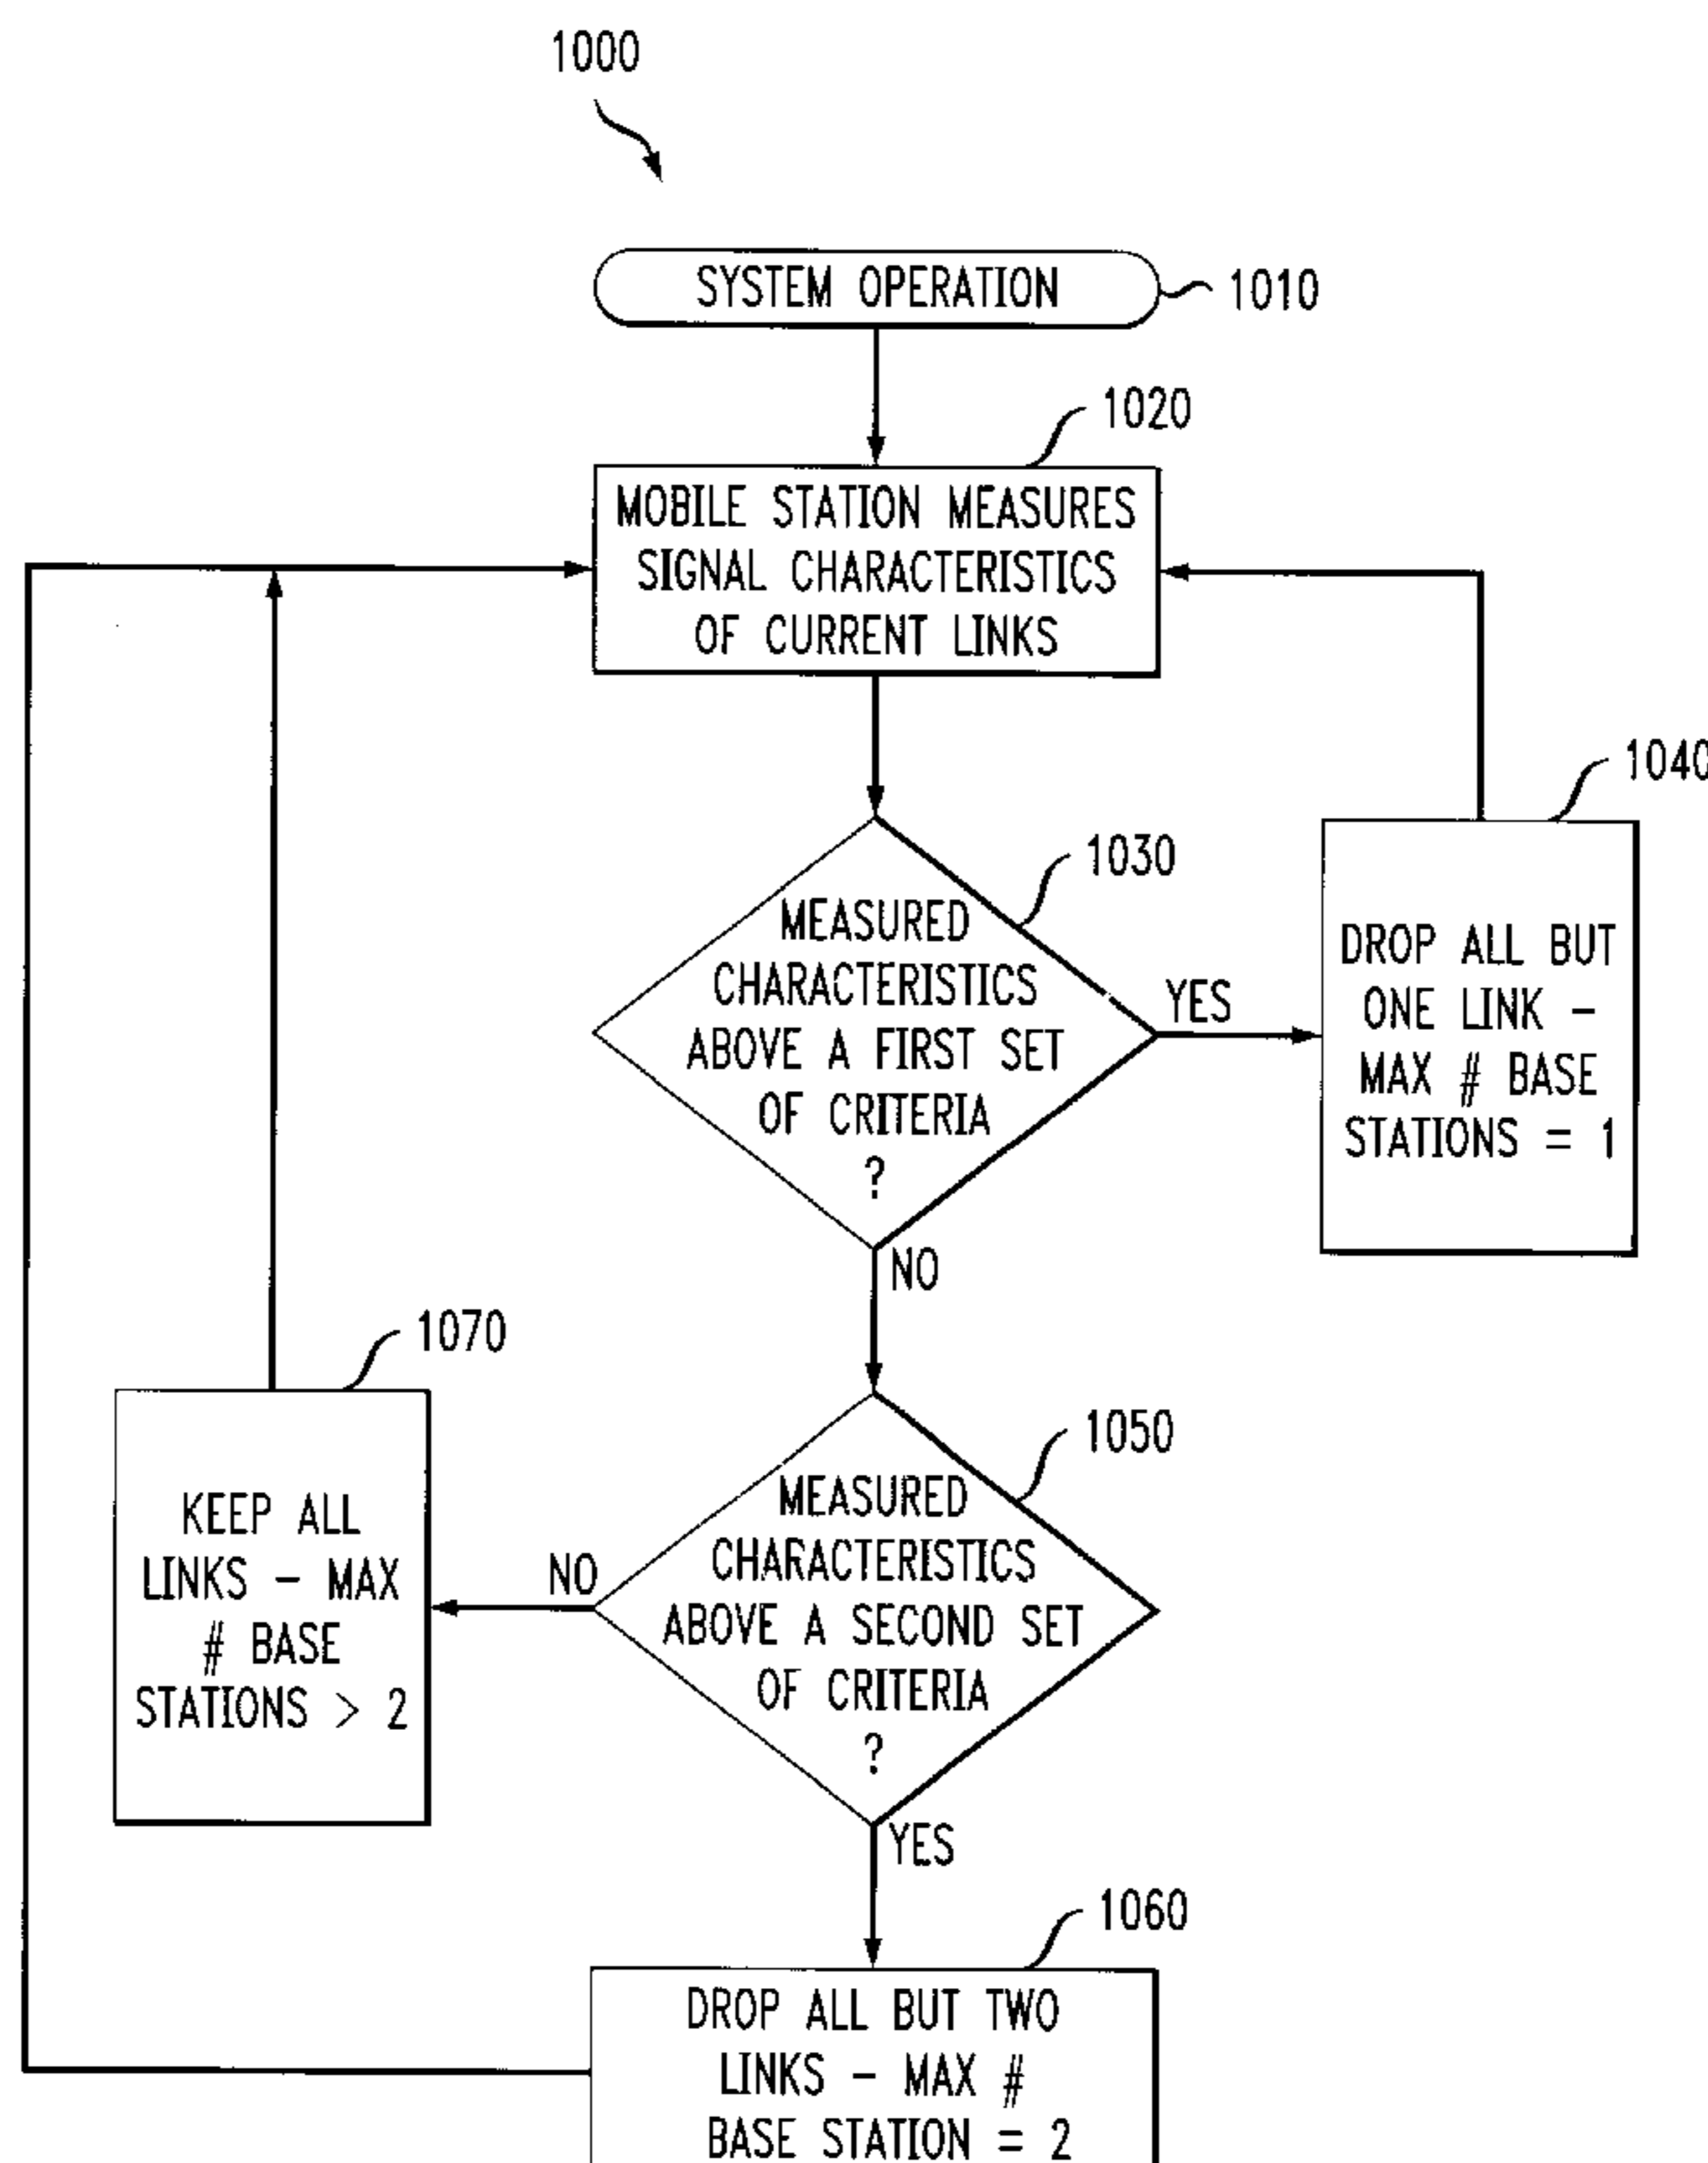 1000
SYSTEM OPERATION
1010
1020
MOBILE STATION MEASURES
SIGNAL CHARACTERISTICS
OF CURRENT LINKS
1030
MEASURED
CHARACTERISTICS
ABOVE A FIRST SET
OF CRITERIA
?
YES
NO
1040
DROP ALL BUT
ONE LINK -
MAX # BASE
STATIONS = 1
1050
MEASURED
CHARACTERISTICS
ABOVE A SECOND SET
OF CRITERIA
?
NO
YES
1070
KEEP ALL
LINKS - MAX
# BASE
STATIONS > 2
1060
DROP ALL BUT TWO
LINKS - MAX #
BASE STATION = 2